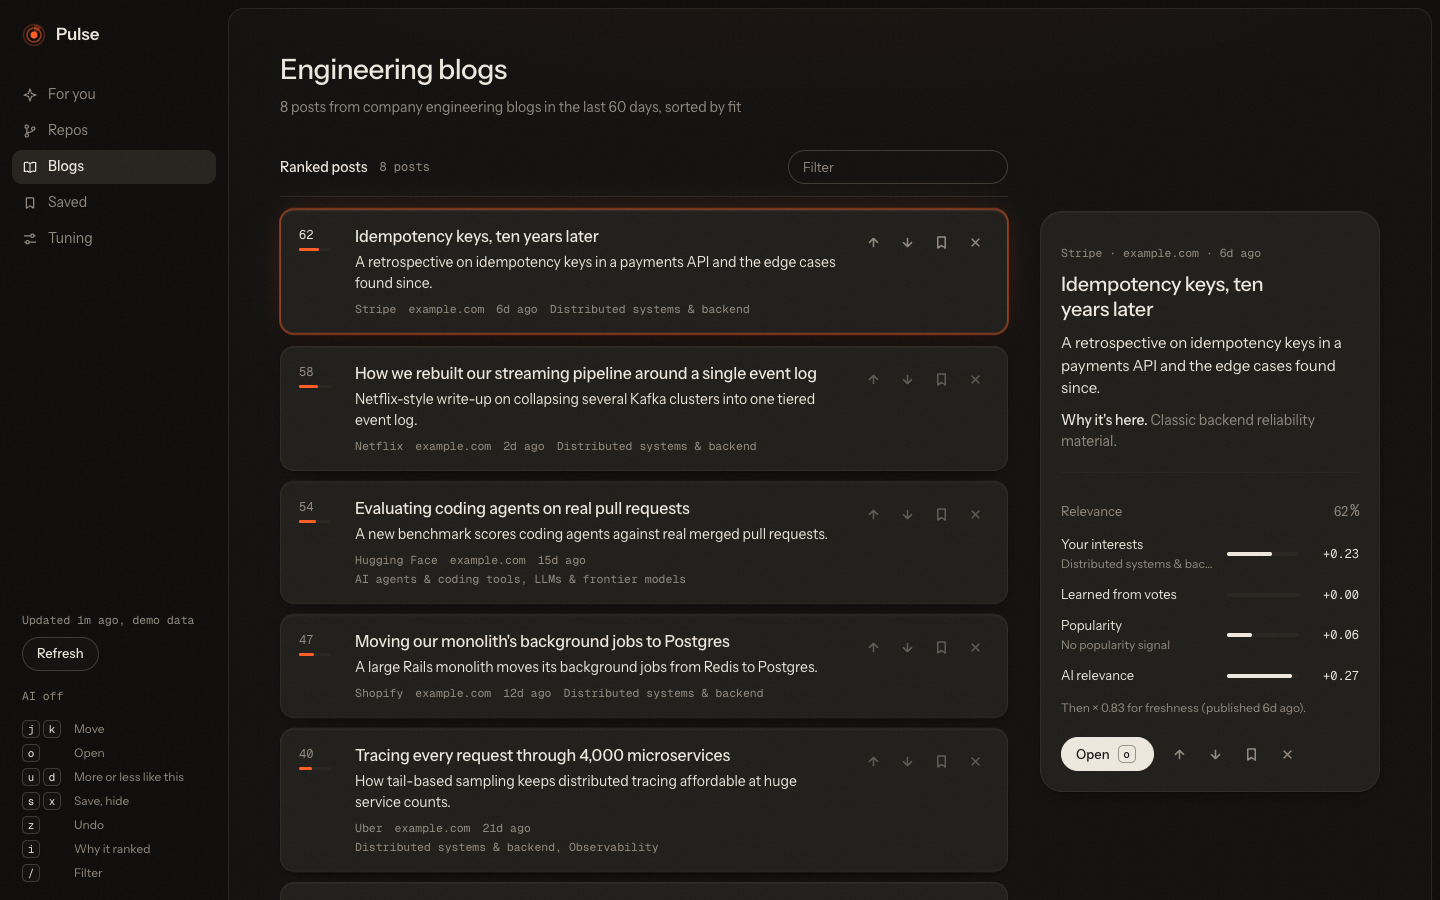 Pulse
For you
Repos
Blogs
Saved
Tuning
Updated 1m ago, demo data
Refresh
AI off
j k Move
o Open
u d More or less like this
s x Save, hide
z Undo
i Why it ranked
/ Filter
Engineering blogs
8 posts from company engineering blogs in the last 60 days, sorted by fit
Ranked posts 8 posts
Filter
62
Idempotency keys, ten years later
A retrospective on idempotency keys in a payments API and the edge cases
found since.
Stripe example.com 6d ago Distributed systems & backend
58
How we rebuilt our streaming pipeline around a single event log
Netflix-style write-up on collapsing several Kafka clusters into one tiered
event log.
Netflix example.com 2d ago Distributed systems & backend
54
Evaluating coding agents on real pull requests
A new benchmark scores coding agents against real merged pull requests.
Hugging Face example.com 15d ago
AI agents & coding tools, LLMs & frontier models
47
Moving our monolith's background jobs to Postgres
A large Rails monolith moves its background jobs from Redis to Postgres.
Shopify example.com 12d ago Distributed systems & backend
40
Tracing every request through 4,000 microservices
How tail-based sampling keeps distributed tracing affordable at huge
service counts.
Uber example.com 21d ago
Distributed systems & backend, Observability
Stripe · example.com · 6d ago
Idempotency keys, ten
years later
A retrospective on idempotency keys in a
payments API and the edge cases found
since.
Why it's here. Classic backend reliability
material.
Relevance 62%
Your interests +0.23
Distributed systems & bac…
Learned from votes +0.00
Popularity +0.06
No popularity signal
AI relevance +0.27
Then × 0.83 for freshness (published 6d ago).
Open o